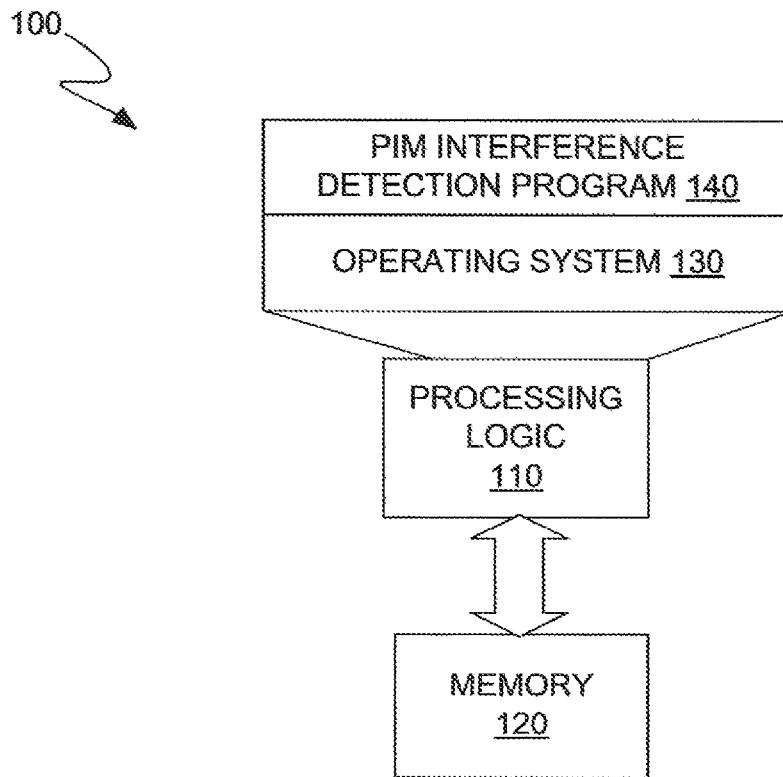 100
PIM INTERFERENCE
DETECTION PROGRAM 140
OPERATING SYSTEM 130
PROCESSING
LOGIC
110
MEMORY
120